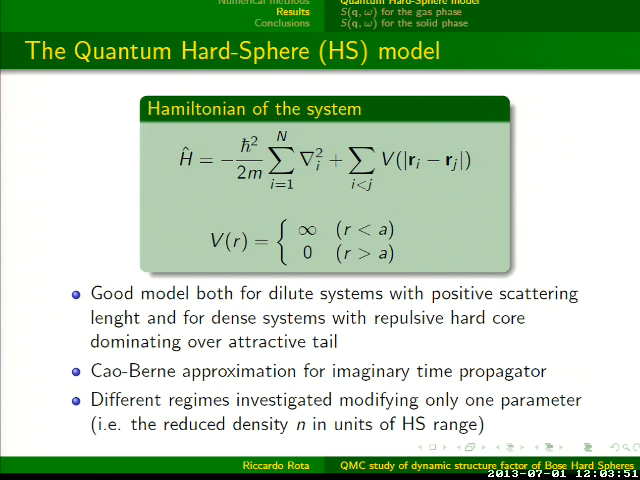 Numerical methods
Results
Conclusions
Quantum Hard-Sphere model
S(q, ω) for the gas phase
S(q, ω) for the solid phase
The Quantum Hard-Sphere (HS) model
Hamiltonian of the system
Ĥ = −ħ²/2m ∑_{i=1}^{N} ∇²_i + ∑_{i<j} V(|r_i − r_j|)
V(r) = { ∞ (r < a)
0 (r > a)
Good model both for dilute systems with positive scattering
lenght and for dense systems with repulsive hard core
dominating over attractive tail
Cao-Berne approximation for imaginary time propagator
Different regimes investigated modifying only one parameter
(i.e. the reduced density n in units of HS range)
Riccardo Rota
QMC study of dynamic structure factor of Bose Hard Spheres
2013-07-01 12:03:51